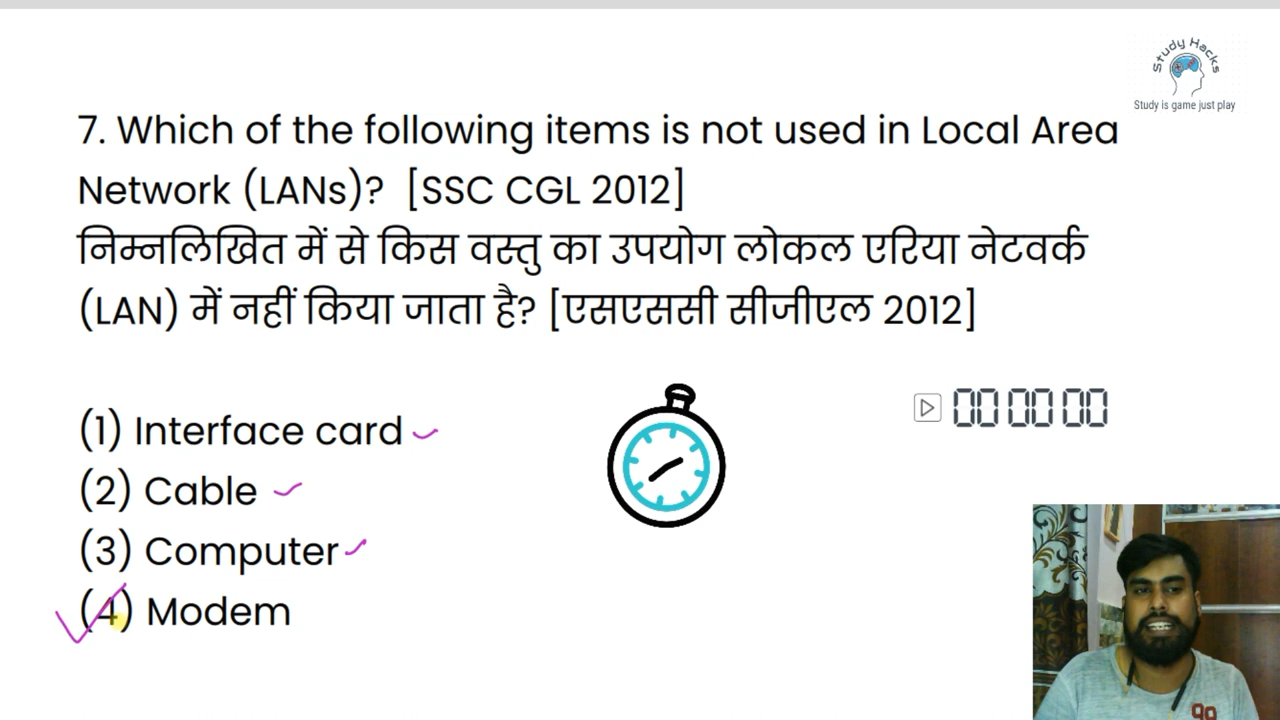 Study Hacks
Study is game just play
7. Which of the following items is not used in Local Area
Network (LANs)? [SSC CGL 2012]
निम्नलिखित में से किस वस्तु का उपयोग लोकल एरिया नेटवर्क
(LAN) में नहीं किया जाता है? [एसएससी सीजीएल 2012]
00 00 00
(1) Interface card
(2) Cable
(3) Computer
(4) Modem
90